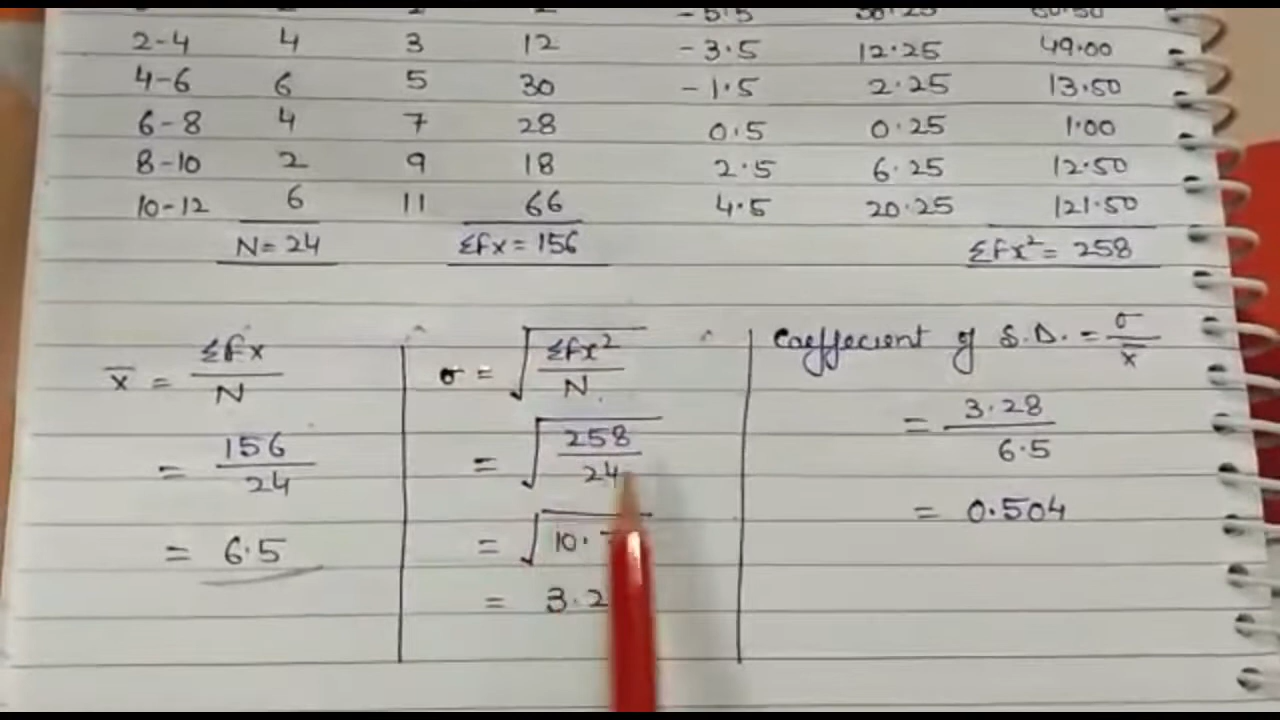 2-4 4 3 12 -3.5 12.25 49.00
4-6 6 5 30 -1.5 2.25 13.50
6-8 4 7 28 0.5 0.25 1.00
8-10 2 9 18 2.5 6.25 12.50
10-12 6 11 66 4.5 20.25 121.50
N=24 Σfx=156 Σfx²=258
x̄ = Σfx/N
= 156/24
= 6.5
σ = √Σfx²/N
= √258/24
= √10.
= 3.2
Coeffecient of S.D. = σ/x̄
= 3.28/6.5
= 0.504